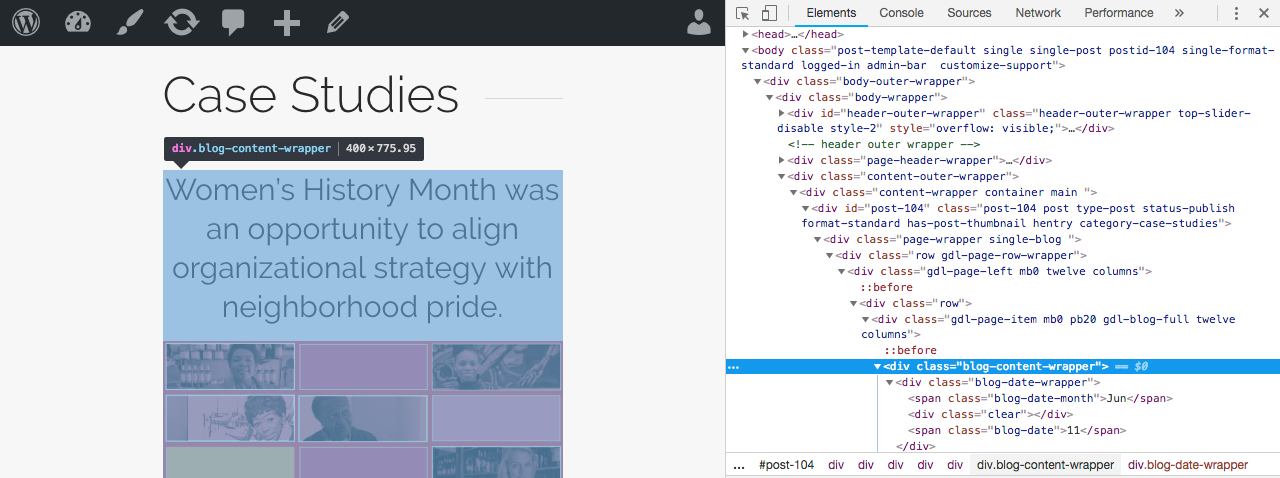 Case Studies
div.blog-content-wrapper | 400 × 775.95
Women’s History Month was
an opportunity to align
organizational strategy with
neighborhood pride.
Elements Console Sources Network Performance »
<head>…</head>
<body class="post-template-default single single-post postid-104 single-format-
standard logged-in admin-bar  customize-support">
<div class="body-outer-wrapper">
<div class="body-wrapper">
<div id="header-outer-wrapper" class="header-outer-wrapper top-slider-
disable style-2" style="overflow: visible;">…</div>
<!-- header outer wrapper -->
<div class="page-header-wrapper">…</div>
<div class="content-outer-wrapper">
<div class="content-wrapper container main ">
<div id="post-104" class="post-104 post type-post status-publish
format-standard has-post-thumbnail hentry category-case-studies">
<div class="page-wrapper single-blog ">
<div class="row gdl-page-row-wrapper">
<div class="gdl-page-left mb0 twelve columns">
::before
<div class="row">
<div class="gdl-page-item mb0 pb20 gdl-blog-full twelve
columns">
::before
… <div class="blog-content-wrapper"> == $0
<div class="blog-date-wrapper">
<span class="blog-date-month">Jun</span>
<div class="clear"></div>
<span class="blog-date">11</span>
</div>
… #post-104 div div div div div div.blog-content-wrapper div.blog-date-wrapper